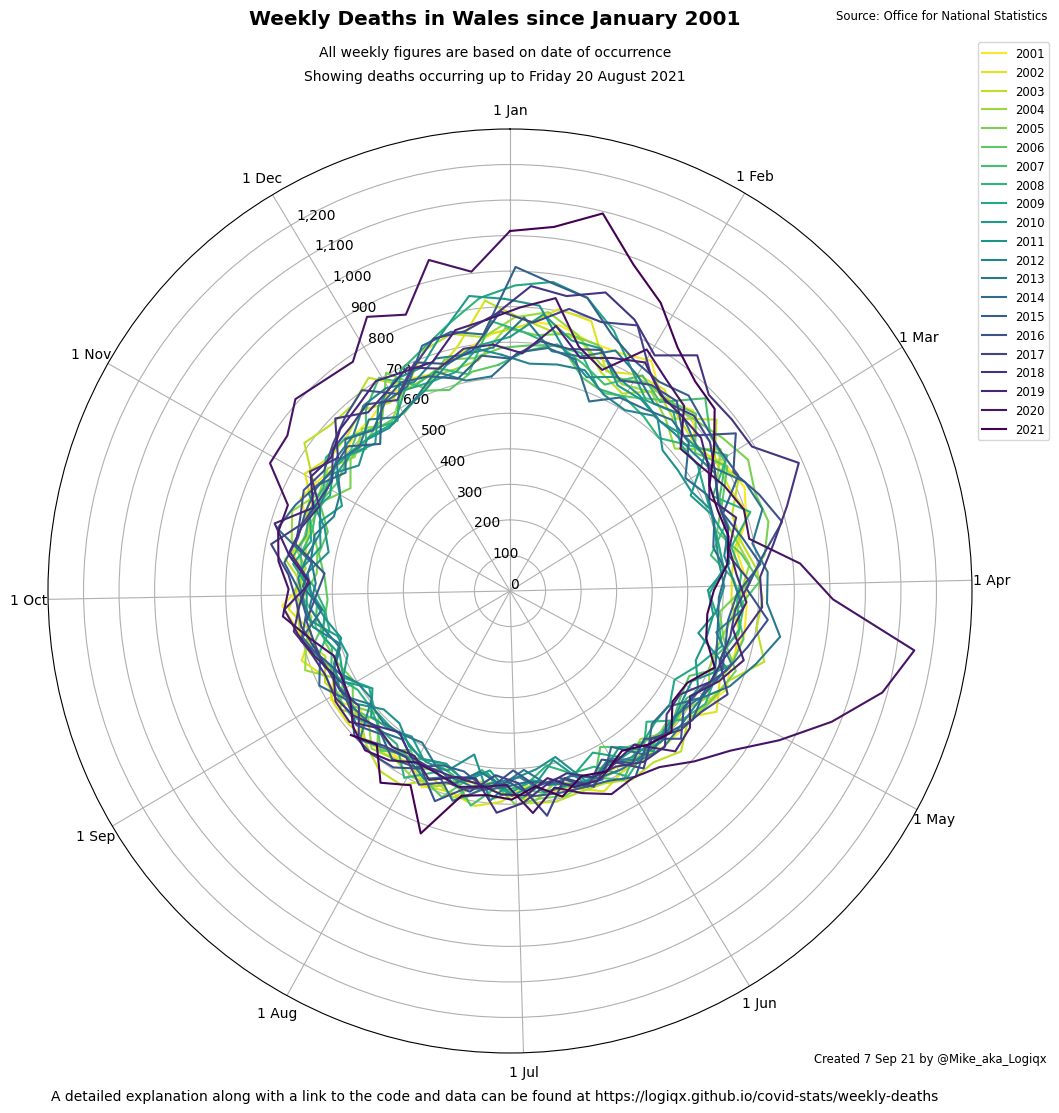 Weekly Deaths in Wales since January 2001
Source: Office for National Statistics
All weekly figures are based on date of occurrence
Showing deaths occurring up to Friday 20 August 2021
2001
2002
2003
2004
2005
2006
2007
2008
2009
2010
2011
2012
2013
2014
2015
2016
2017
2018
2019
2020
2021
1 Jan
1 Feb
1 Mar
1 Apr
1 May
1 Jun
1 Jul
1 Aug
1 Sep
1 Oct
1 Nov
1 Dec
1,200
1,100
1,000
900
800
700
600
500
400
300
200
100
0
Created 7 Sep 21 by @Mike_aka_Logiqx
A detailed explanation along with a link to the code and data can be found at https://logiqx.github.io/covid-stats/weekly-deaths